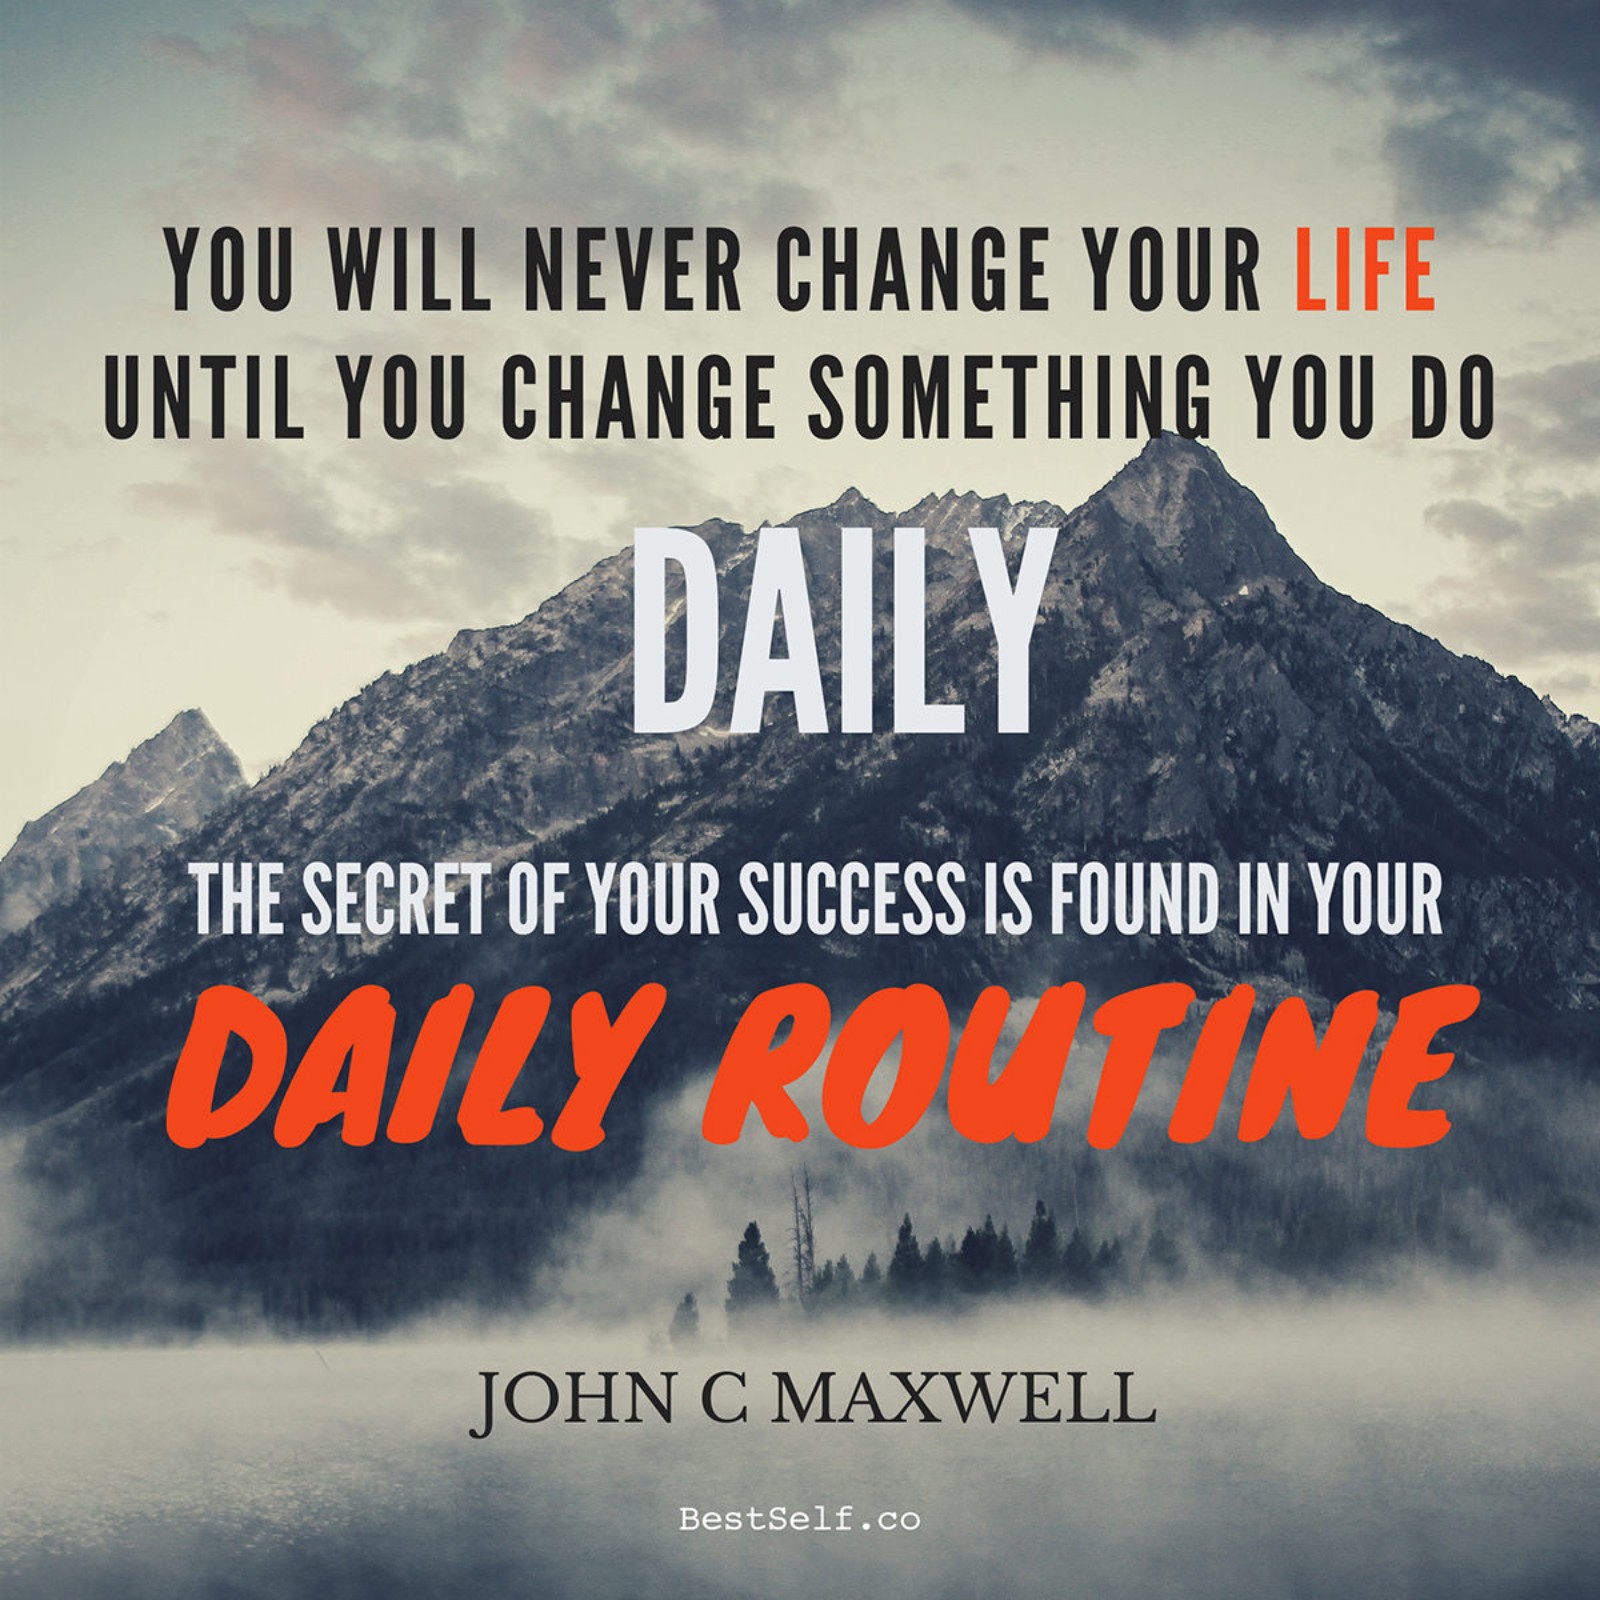 YOU WILL NEVER CHANGE YOUR LIFE
UNTIL YOU CHANGE SOMETHING YOU DO
DAILY
THE SECRET OF YOUR SUCCESS IS FOUND IN YOUR
DAILY ROUTINE
JOHN C MAXWELL
BestSelf.co